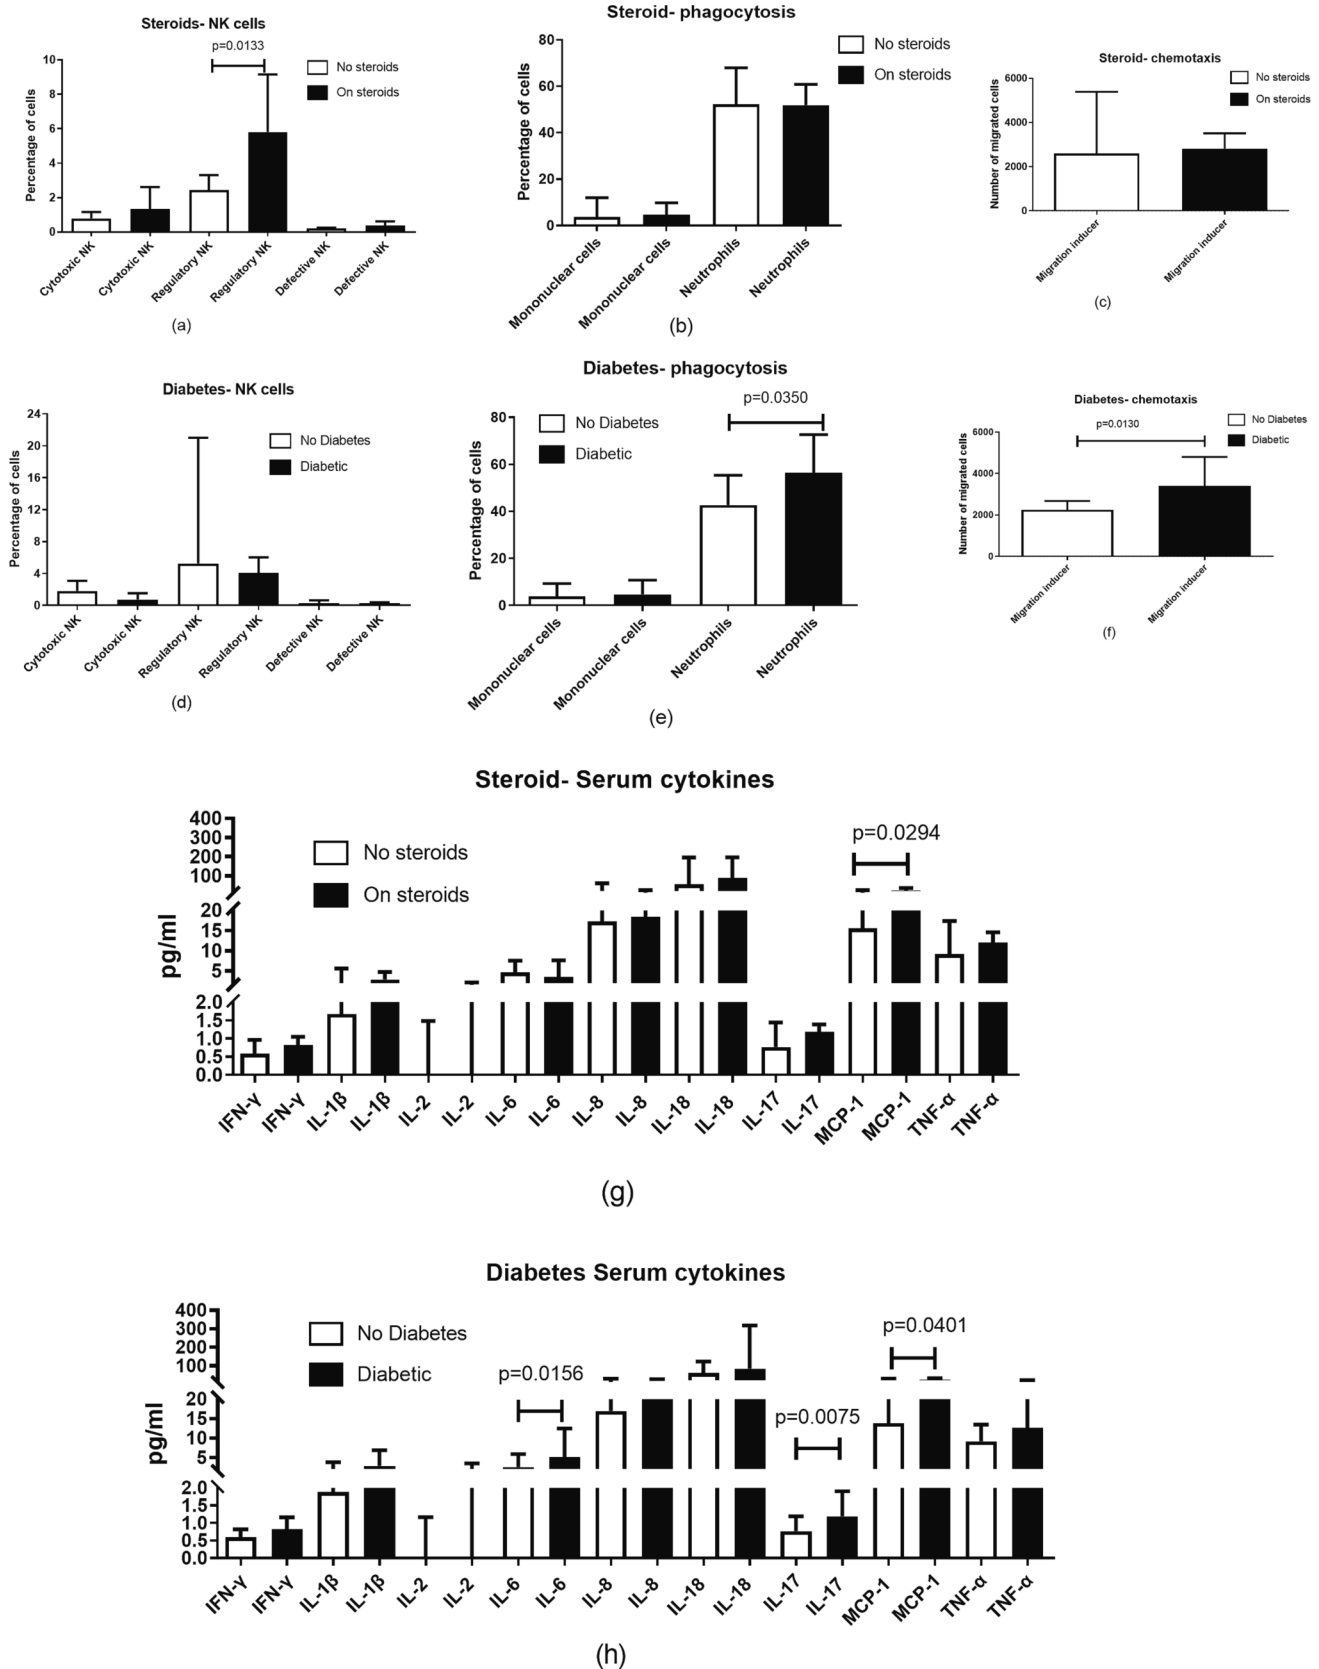 Steroids- NK cells
p=0.0133
No steroids
On steroids
Percentage of cells
10
8
6
4
2
0
Cytotoxic NK
Cytotoxic NK
Regulatory NK
Regulatory NK
Defective NK
Defective NK
(a)
Steroid- phagocytosis
No steroids
On steroids
Percentage of cells
80
60
40
20
0
Mononuclear cells
Mononuclear cells
Neutrophils
Neutrophils
(b)
Steroid- chemotaxis
No steroids
On steroids
Number of migrated cells
6000
4000
2000
0
Migration inducer
Migration inducer
(c)
Diabetes- NK cells
No Diabetes
Diabetic
Percentage of cells
24
20
16
12
8
4
0
Cytotoxic NK
Cytotoxic NK
Regulatory NK
Regulatory NK
Defective NK
Defective NK
(d)
Diabetes- phagocytosis
p=0.0350
No Diabetes
Diabetic
Percentage of cells
80
60
40
20
0
Mononuclear cells
Mononuclear cells
Neutrophils
Neutrophils
(e)
Diabetes- chemotaxis
p=0.0130
No Diabetes
Diabetic
Number of migrated cells
6000
4000
2000
0
Migration inducer
Migration inducer
(f)
Steroid- Serum cytokines
No steroids
On steroids
p=0.0294
pg/ml
400
300
200
100
20
15
10
5
2.0
1.5
1.0
0.5
0.0
IFN-γ
IFN-γ
IL-1β
IL-1β
IL-2
IL-2
IL-6
IL-6
IL-8
IL-8
IL-18
IL-18
IL-17
IL-17
MCP-1
MCP-1
TNF-α
TNF-α
(g)
Diabetes Serum cytokines
No Diabetes
Diabetic
p=0.0156
p=0.0075
p=0.0401
pg/ml
400
300
200
100
20
15
10
5
2.0
1.5
1.0
0.5
0.0
IFN-γ
IFN-γ
IL-1β
IL-1β
IL-2
IL-2
IL-6
IL-6
IL-8
IL-8
IL-18
IL-18
IL-17
IL-17
MCP-1
MCP-1
TNF-α
TNF-α
(h)